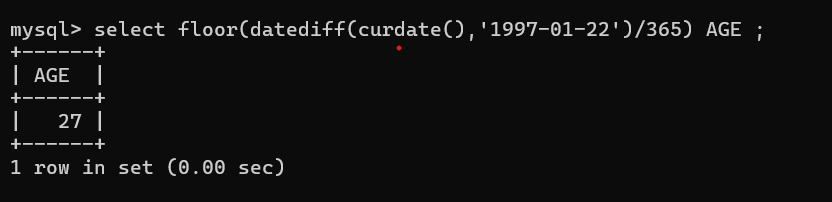 mysql> select floor(datediff(curdate(),'1997-01-22')/365) AGE ;
+------+
| AGE  |
+------+
|   27 |
+------+
1 row in set (0.00 sec)